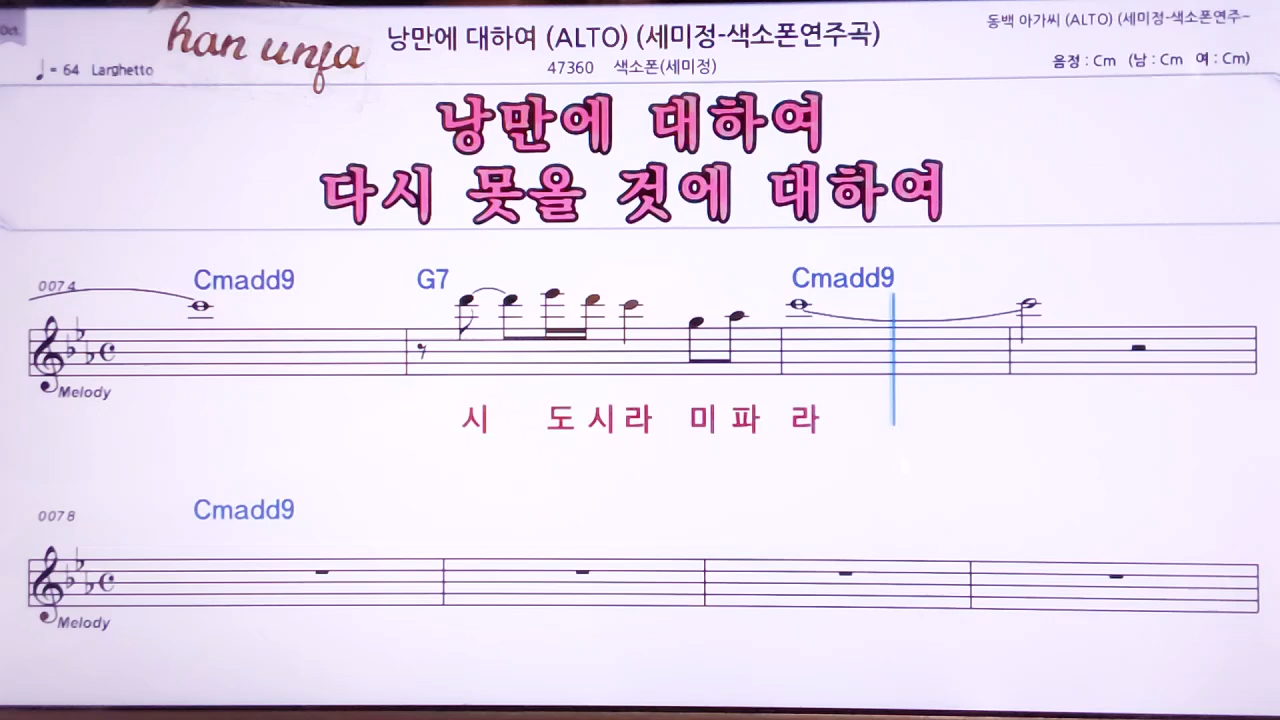 Oct.
han unja
♩= 64 Larghetto
낭만에 대하여 (ALTO) (세미정-색소폰연주곡)
47360 색소폰(세미정)
동백 아가씨 (ALTO) (세미정-색소폰연주~
음정 : Cm (남 : Cm 여 : Cm)
낭만에 대하여
다시 못올 것에 대하여
0074 Cmadd9 G7 Cmadd9
Melody
시 도 시 라 미 파 라
0078 Cmadd9
Melody